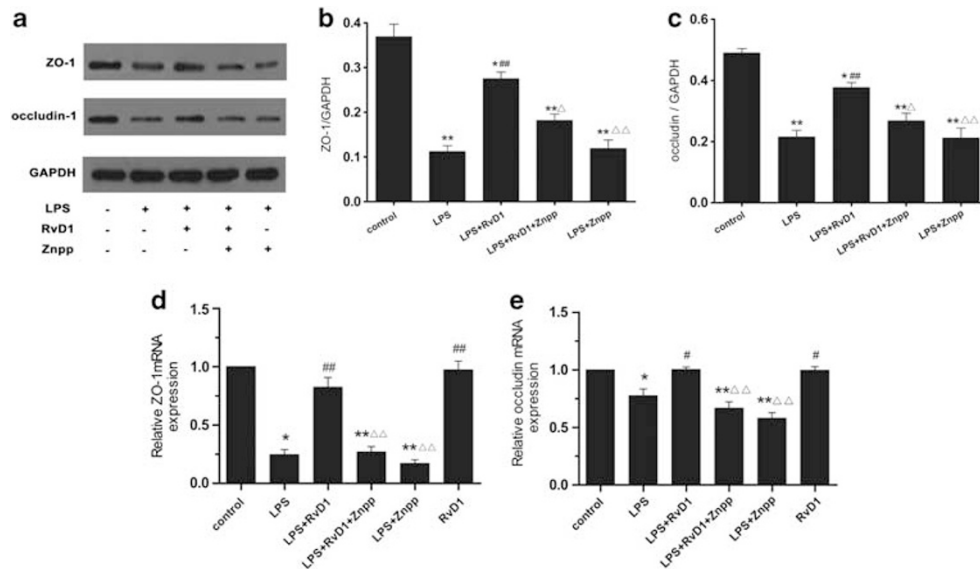 a
ZO-1
occludin-1
GAPDH
LPS - + + + +
RvD1 - - + + -
Znpp - - - + +
b
ZO-1/GAPDH
0.4
0.3
0.2
0.1
0.0
*##
**
**△
**△△
control
LPS
LPS+RvD1
LPS+RvD1+Znpp
LPS+Znpp
c
occludin / GAPDH
0.6
0.4
0.2
0.0
*##
**
**△
**△△
control
LPS
LPS+RvD1
LPS+RvD1+Znpp
LPS+Znpp
d
Relative ZO-1mRNA
expression
1.5
1.0
0.5
0.0
*
##
**△△
**△△
##
control
LPS
LPS+RvD1
LPS+RvD1+Znpp
LPS+Znpp
RvD1
e
Relative occludin mRNA
expression
1.5
1.0
0.5
0.0
*
#
**△△
**△△
#
control
LPS
LPS+RvD1
LPS+RvD1+Znpp
LPS+Znpp
RvD1